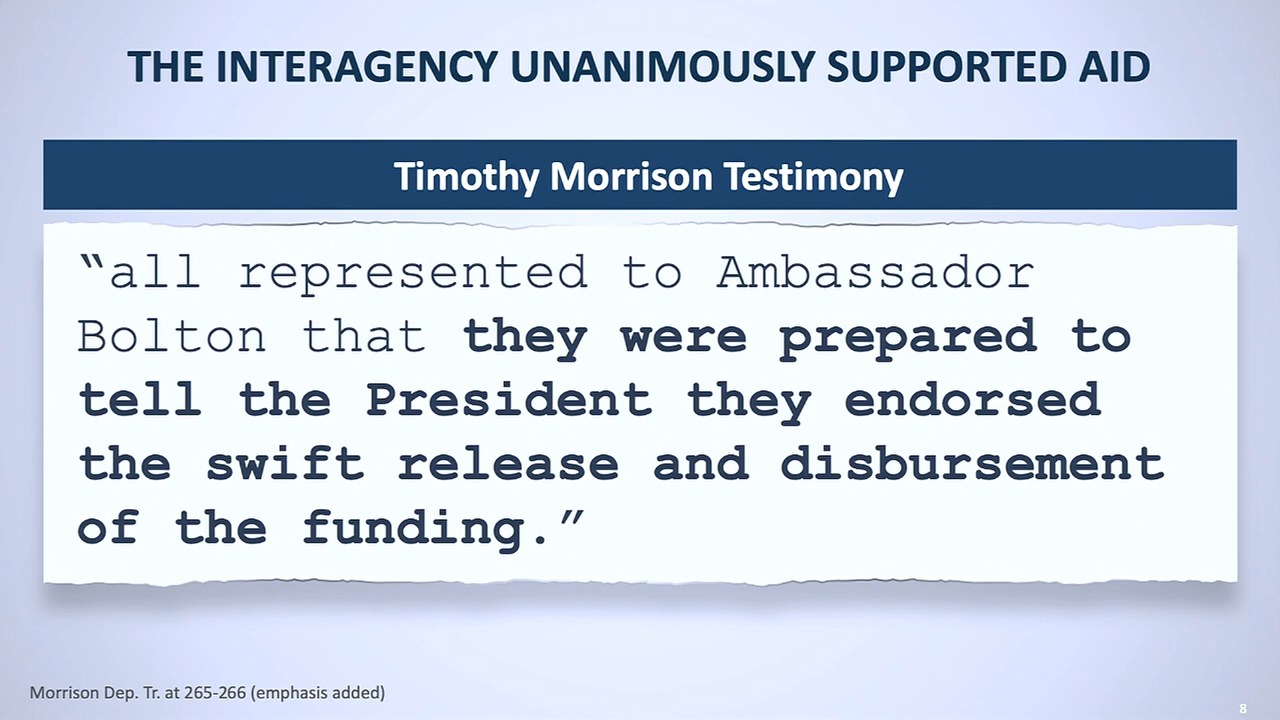 THE INTERAGENCY UNANIMOUSLY SUPPORTED AID
Timothy Morrison Testimony
“all represented to Ambassador
Bolton that they were prepared to
tell the President they endorsed
the swift release and disbursement
of the funding.”
Morrison Dep. Tr. at 265-266 (emphasis added)
8